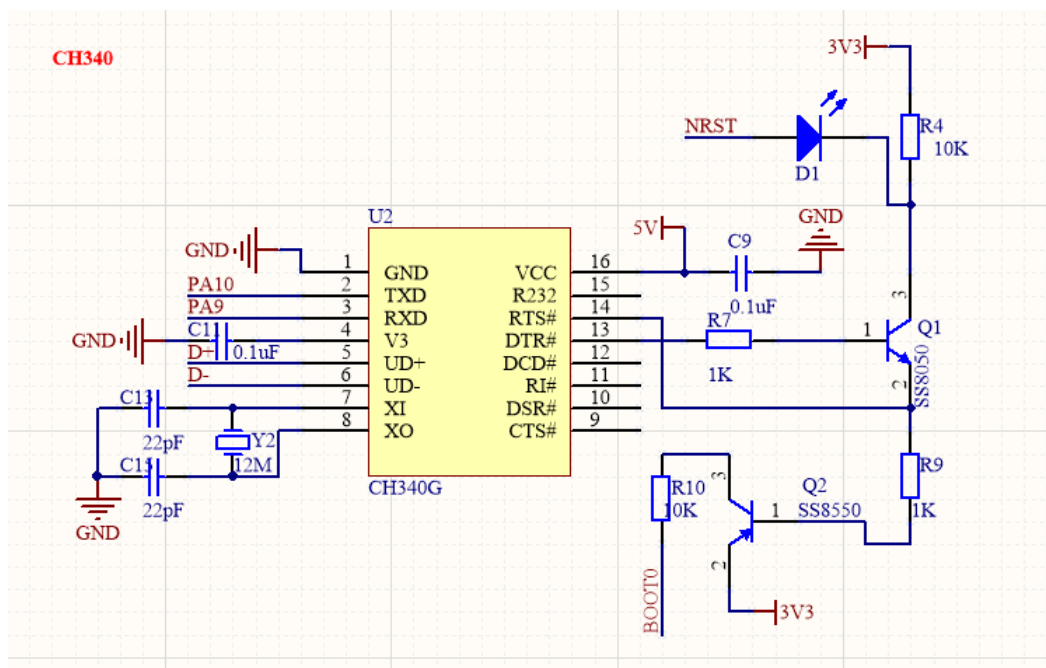 CH340
3V3
NRST
R4
10K
D1
U2
GND
5V
C9
GND
0.1uF
1 GND VCC 16
PA10 2 TXD R232 15
PA9 3 RXD RTS# 14
GND C11 0.1uF 4 V3 DTR# 13
D+ 5 UD+ DCD# 12
D- 6 UD- RI# 11
7 XI DSR# 10
8 XO CTS# 9
R7
1K
3
1
2
Q1
SS8050
C13
22pF
Y2
12M
C15
22pF
GND
CH340G
R9
1K
R10
10K
3
Q2
SS8550
1
2
BOOT0
3V3